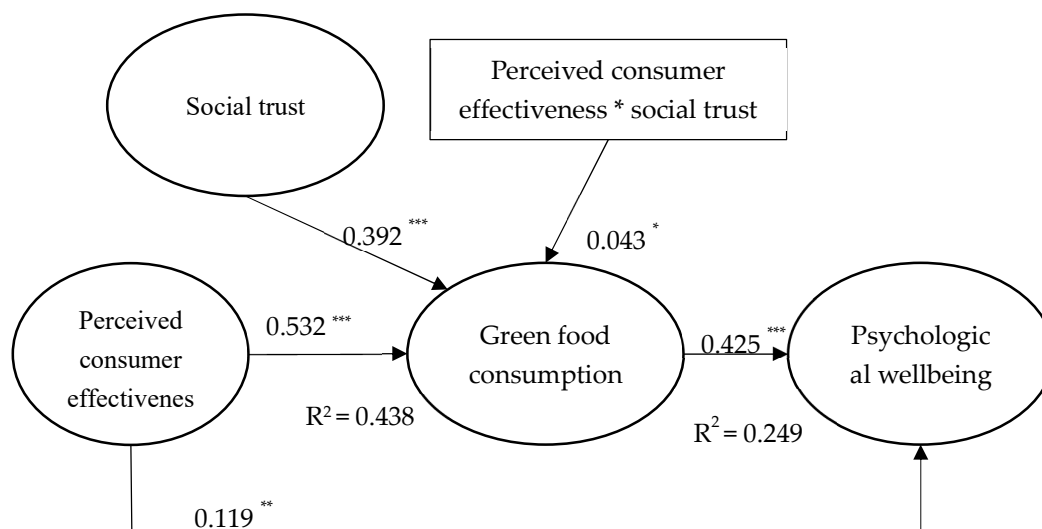 Social trust
Perceived consumer
effectiveness * social trust
0.392 ***
0.043 *
Perceived
consumer
effectivenes
0.532 ***
Green food
consumption
0.425 ***
Psychologic
al wellbeing
R² = 0.438
R² = 0.249
0.119 **